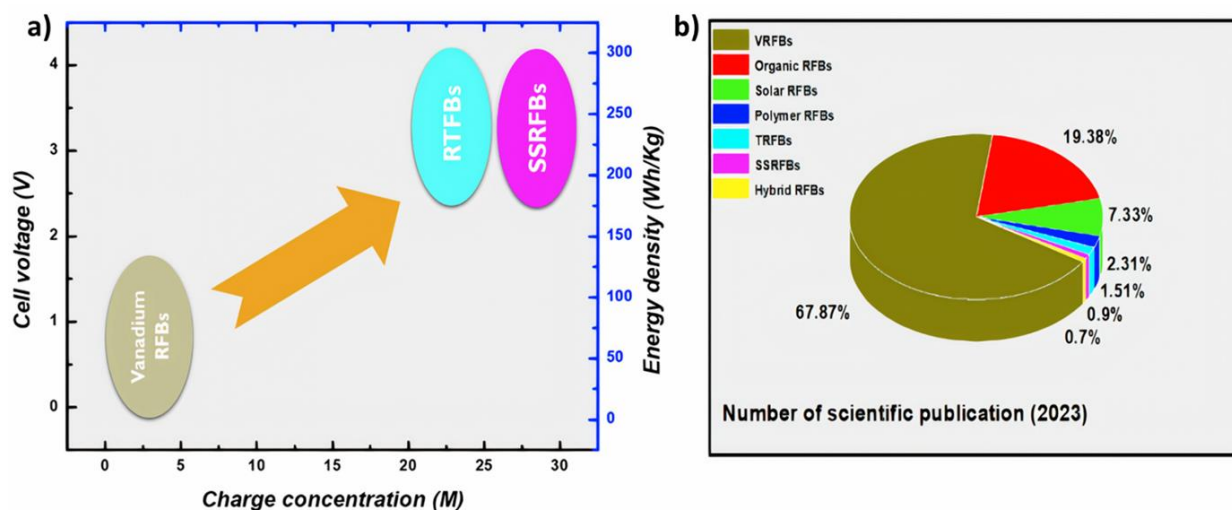 a)
Cell voltage (V)
4
3
2
1
0
Vanadium
RFBs
RTFBs
SSRFBs
300
250
200
150
100
50
0
Energy density (Wh/Kg)
0 5 10 15 20 25 30
Charge concentration (M)
b)
VRFBs
Organic RFBs
Solar RFBs
Polymer RFBs
TRFBs
SSRFBs
Hybrid RFBs
19.38%
7.33%
2.31%
1.51%
0.9%
0.7%
67.87%
Number of scientific publication (2023)